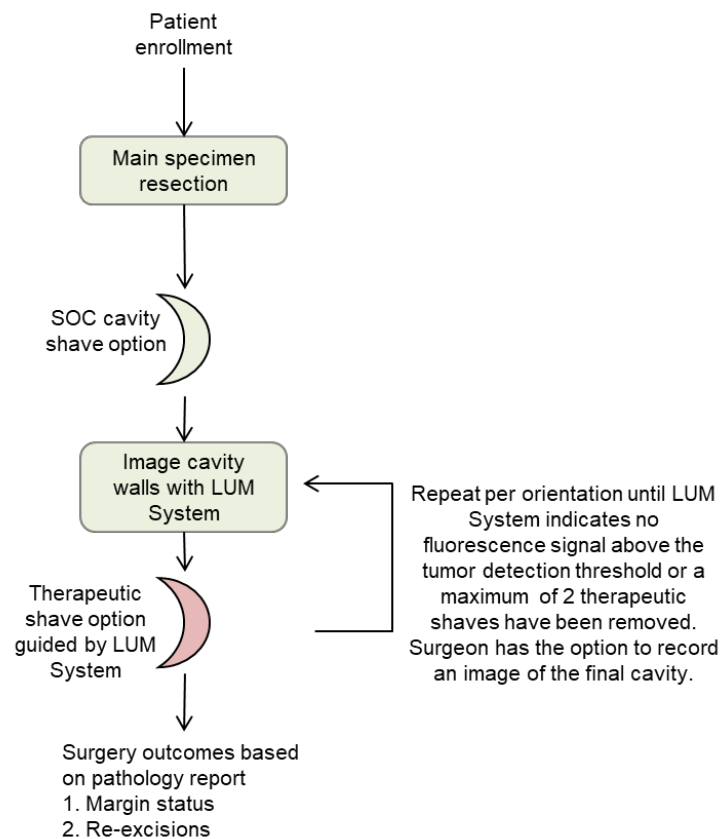 Patient
enrollment
Main specimen
resection
SOC cavity
shave option
Image cavity
walls with LUM
System
Repeat per orientation until LUM
System indicates no
fluorescence signal above the
tumor detection threshold or a
maximum of 2 therapeutic
shaves have been removed.
Surgeon has the option to record
an image of the final cavity.
Therapeutic
shave option
guided by LUM
System
Surgery outcomes based
on pathology report
1. Margin status
2. Re-excisions